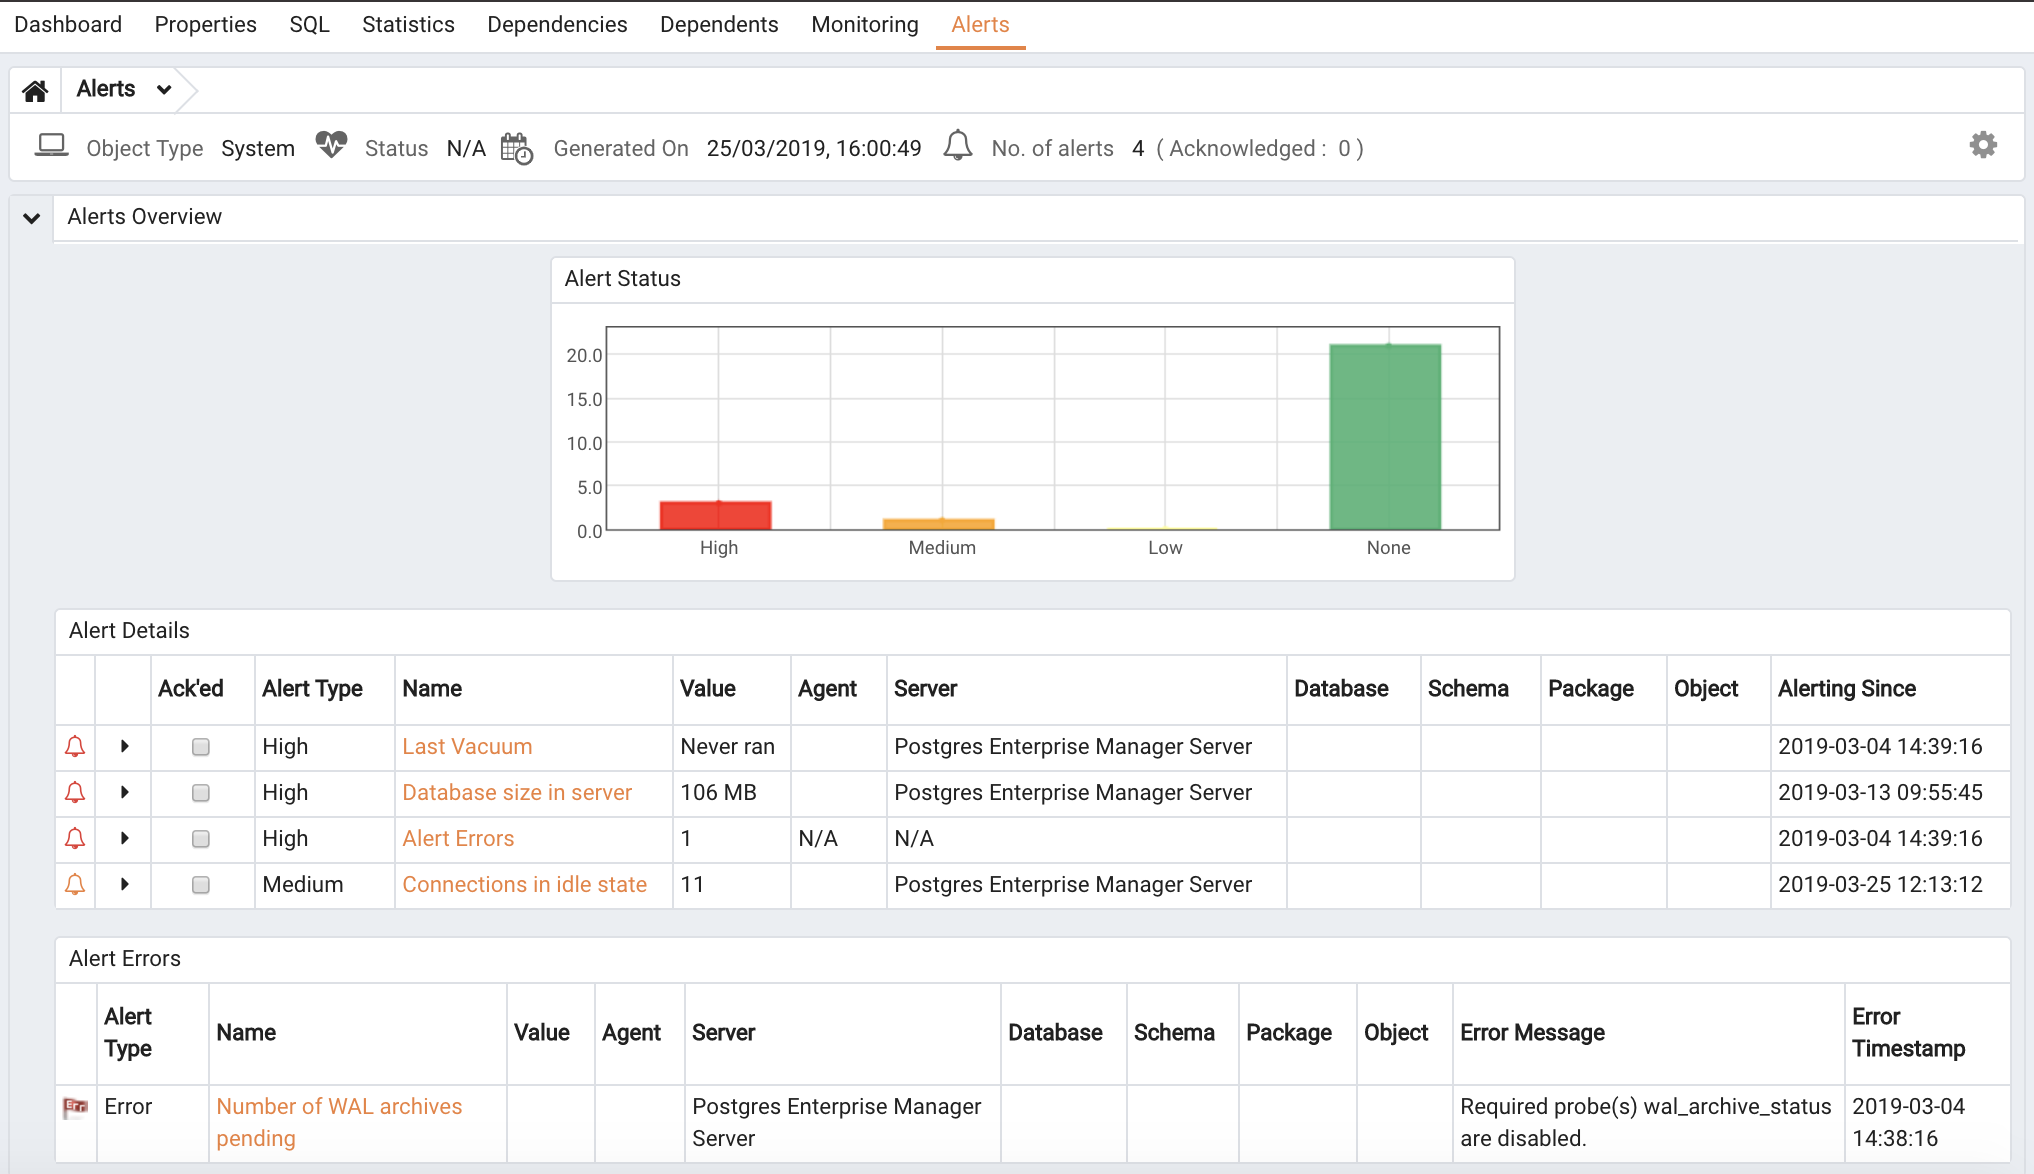 Dashboard Properties SQL Statistics Dependencies Dependents Monitoring Alerts
Alerts
Object Type System Status N/A Generated On 25/03/2019, 16:00:49 No. of alerts 4 ( Acknowledged : 0 )
Alerts Overview
Alert Status
20.0
15.0
10.0
5.0
0.0
High Medium Low None
Alert Details
Ack'ed Alert Type Name Value Agent Server Database Schema Package Object Alerting Since
High Last Vacuum Never ran Postgres Enterprise Manager Server 2019-03-04 14:39:16
High Database size in server 106 MB Postgres Enterprise Manager Server 2019-03-13 09:55:45
High Alert Errors 1 N/A N/A 2019-03-04 14:39:16
Medium Connections in idle state 11 Postgres Enterprise Manager Server 2019-03-25 12:13:12
Alert Errors
Alert
Type
Name Value Agent Server Database Schema Package Object Error Message
Error
Timestamp
Err Error Number of WAL archives Postgres Enterprise Manager Required probe(s) wal_archive_status 2019-03-04
pending Server are disabled. 14:38:16